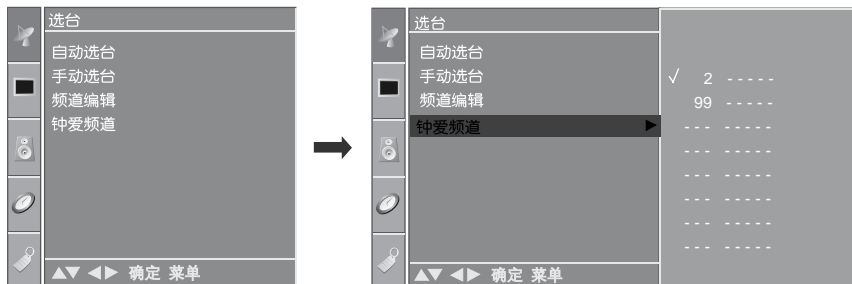 选台
自动选台
手动选台
频道编辑
钟爱频道
▲▼ ◀▶ 确定 菜单
选台
自动选台
手动选台
频道编辑
钟爱频道 ▶
√ 2 -----
99 -----
--- -----
--- -----
--- -----
--- -----
--- -----
--- -----
▲▼ ◀▶ 确定 菜单